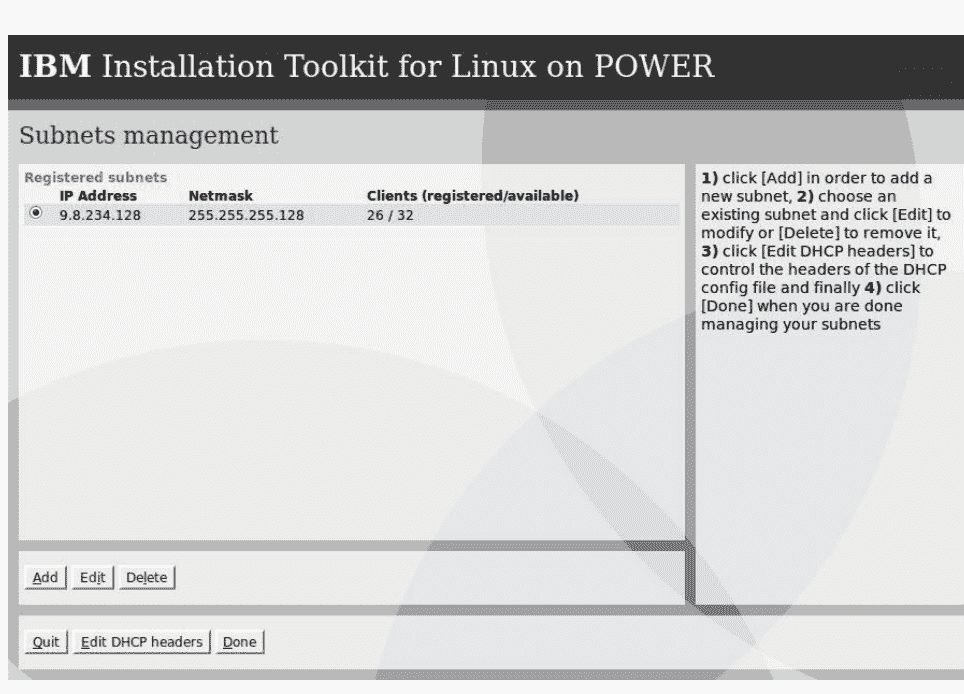 IBM Installation Toolkit for Linux on POWER
Subnets management
Registered subnets
IP Address Netmask Clients (registered/available)
9.8.234.128 255.255.255.128 26 / 32
1) click [Add] in order to add a
new subnet, 2) choose an
existing subnet and click [Edit] to
modify or [Delete] to remove it,
3) click [Edit DHCP headers] to
control the headers of the DHCP
config file and finally 4) click
[Done] when you are done
managing your subnets
Add Edit Delete
Quit Edit DHCP headers Done